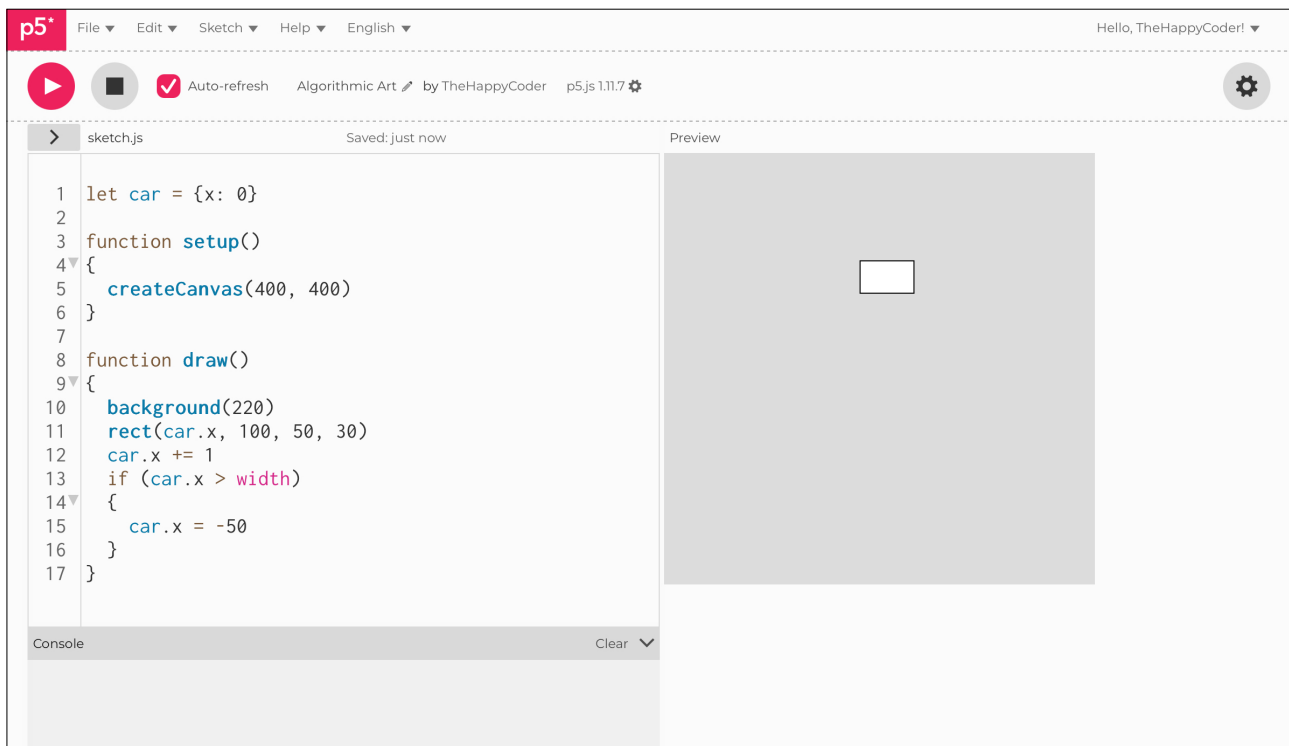 p5* File Edit Sketch Help English Hello, TheHappyCoder!
Auto-refresh Algorithmic Art by TheHappyCoder p5.js 1.11.7
sketch.js Saved: just now Preview
1 let car = {x: 0}
2
3 function setup()
4 {
5 createCanvas(400, 400)
6 }
7
8 function draw()
9 {
10 background(220)
11 rect(car.x, 100, 50, 30)
12 car.x += 1
13 if (car.x > width)
14 {
15 car.x = -50
16 }
17 }
Console Clear